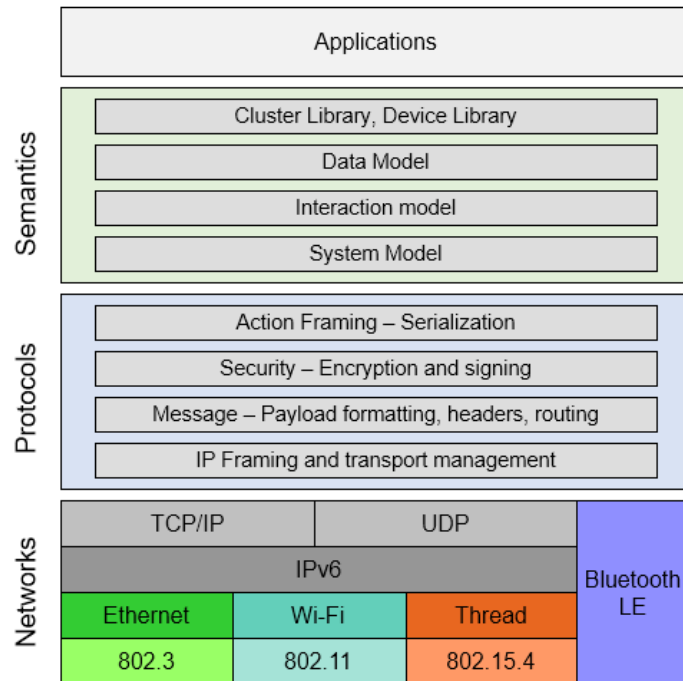 Applications
Semantics
Cluster Library, Device Library
Data Model
Interaction model
System Model
Protocols
Action Framing – Serialization
Security – Encryption and signing
Message – Payload formatting, headers, routing
IP Framing and transport management
Networks
TCP/IP
UDP
IPv6
Bluetooth
LE
Ethernet
Wi-Fi
Thread
802.3
802.11
802.15.4